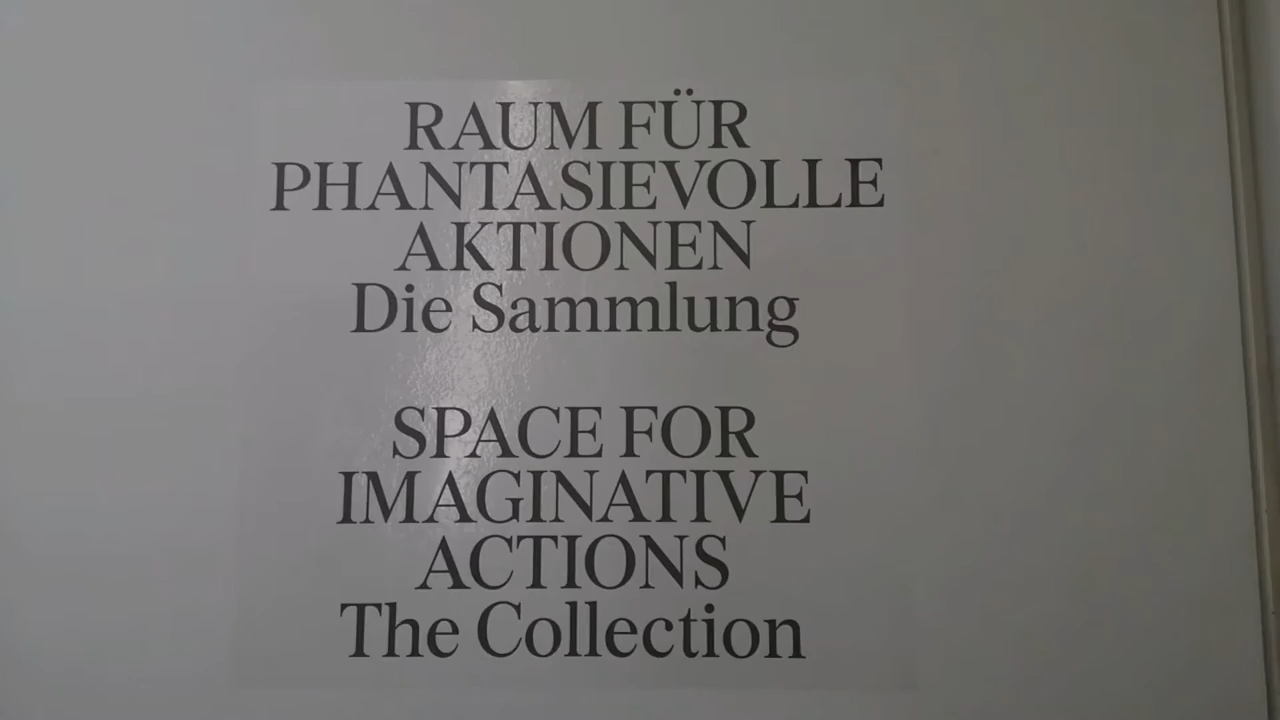 RAUM FÜR
PHANTASIEVOLLE
AKTIONEN
Die Sammlung
SPACE FOR
IMAGINATIVE
ACTIONS
The Collection